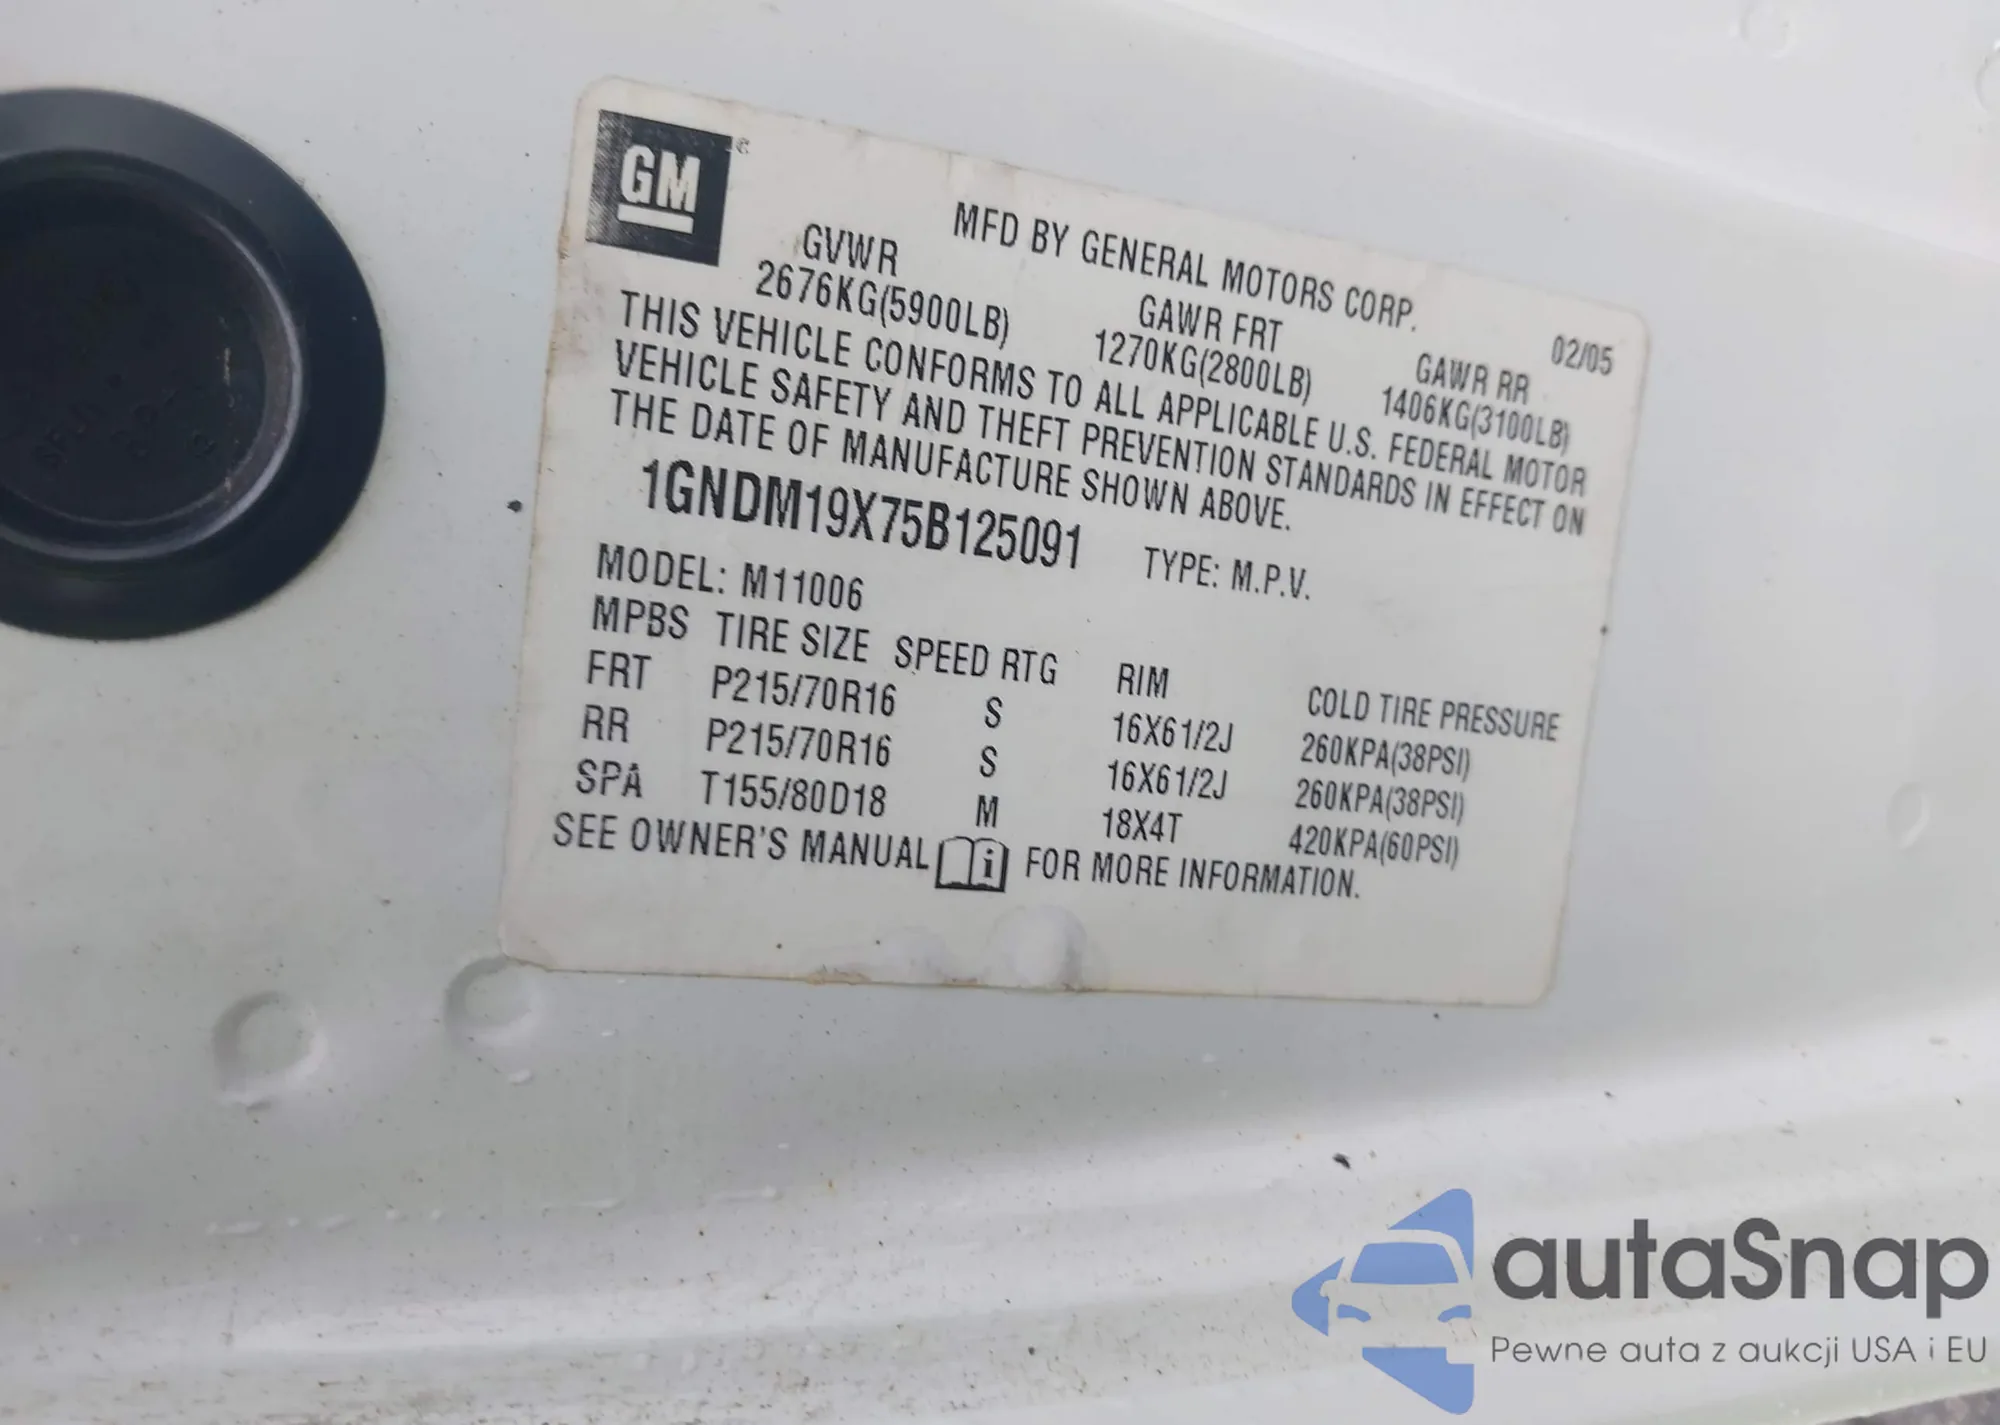 GM
MFD BY GENERAL MOTORS CORP.
02/05
GVWR GAWR FRT GAWR RR
2676KG(5900LB) 1270KG(2800LB) 1406KG(3100LB)
THIS VEHICLE CONFORMS TO ALL APPLICABLE U.S. FEDERAL MOTOR
VEHICLE SAFETY AND THEFT PREVENTION STANDARDS IN EFFECT ON
THE DATE OF MANUFACTURE SHOWN ABOVE.
1GNDM19X75B125091 TYPE: M.P.V.
MODEL: M11006
MPBS TIRE SIZE SPEED RTG RIM COLD TIRE PRESSURE
FRT P215/70R16 S 16X61/2J 260KPA(38PSI)
RR P215/70R16 S 16X61/2J 260KPA(38PSI)
SPA T155/80D18 M 18X4T 420KPA(60PSI)
SEE OWNER'S MANUAL i FOR MORE INFORMATION.
autaSnap
Pewne auta z aukcji USA i EU